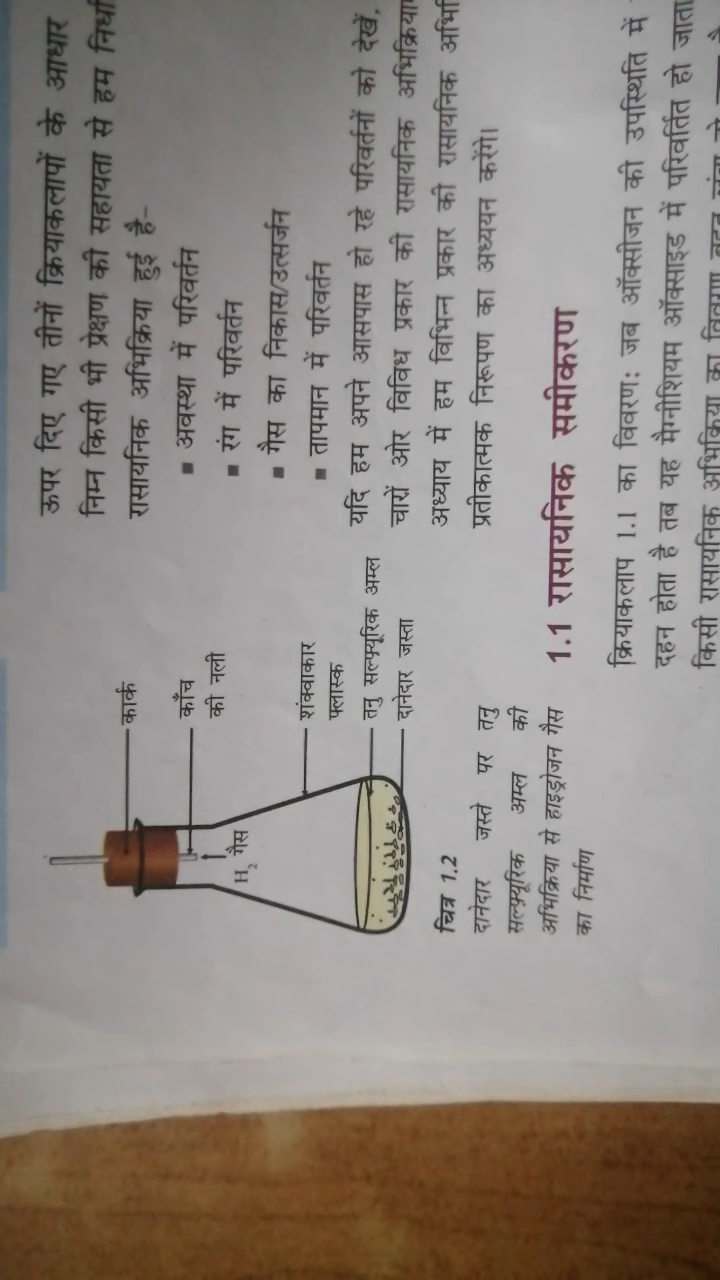 ऊपर दिए गए तीनों क्रियाकलापों के आधार
निम्न किसी भी प्रेक्षण की सहायता से हम
रासायनिक अभिक्रिया हुई है–
■ अवस्था में परिवर्तन
■ रंग में परिवर्तन
■ गैस का निकास/उत्सर्जन
■ तापमान में परिवर्तन
यदि हम अपने आसपास हो रहे परिवर्तनों को देखें,
चारों ओर विविध प्रकार की रासायनिक
अध्याय में हम विभिन्न प्रकार की रासायनिक
प्रतीकात्मक निरूपण का अध्ययन करेंगे।
1.1 रासायनिक समीकरण
क्रियाकलाप 1.1 का विवरण: जब ऑक्सीजन की उपस्थिति में
दहन होता है तब यह मैग्नीशियम ऑक्साइड में परिवर्तित हो जाता
किसी रासायनिक अभिक्रिया का विवरण
कार्क
काँच
की नली
H₂ गैस
शंक्वाकार
फ्लास्क
तनु सल्फ़्यूरिक अम्ल
दानेदार जस्ता
चित्र 1.2
दानेदार जस्ते पर तनु
सल्फ़्यूरिक अम्ल की
अभिक्रिया से हाइड्रोजन गैस
का निर्माण